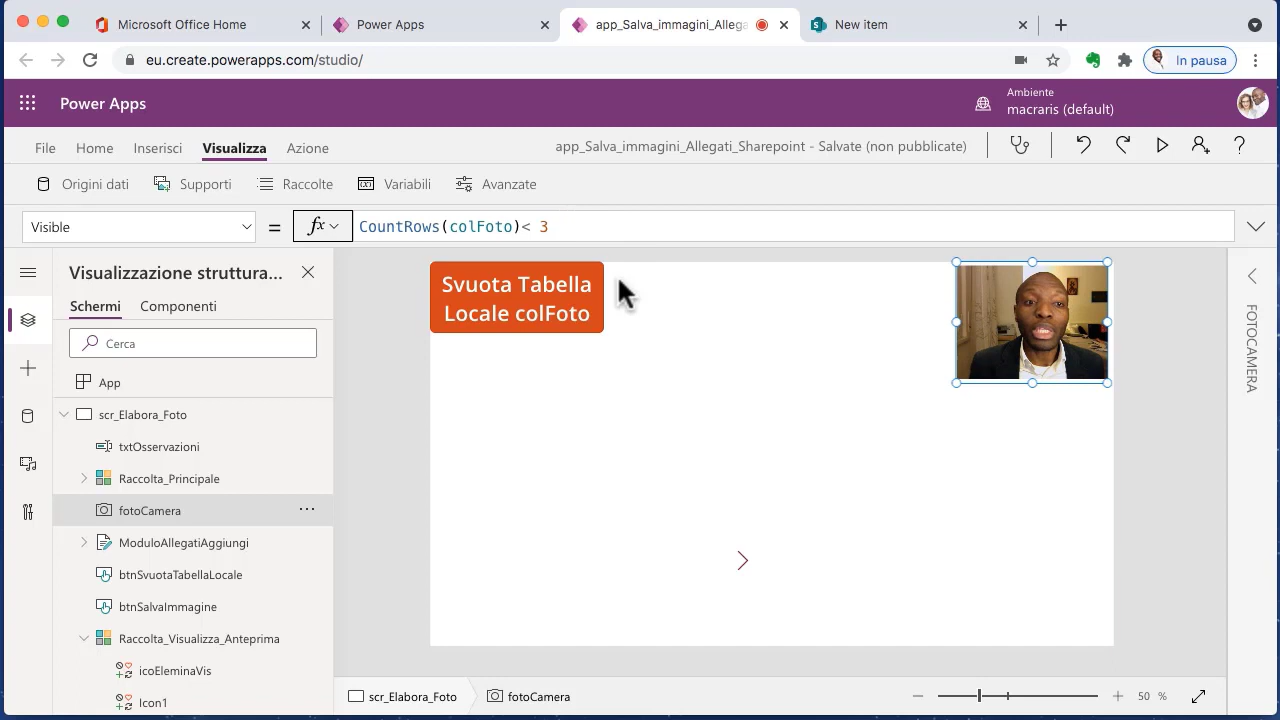 Microsoft Office Home
Power Apps
app_Salva_immagini_Alleg
New item
eu.create.powerapps.com/studio/
In pausa
Power Apps
Ambiente
macraris (default)
File
Home
Inserisci
Visualizza
Azione
app_Salva_immagini_Allegati_Sharepoint - Salvate (non pubblicate)
Origini dati
Supporti
Raccolte
Variabili
Avanzate
Visible
=
fx
CountRows(colFoto)< 3
Visualizzazione struttura...
Schermi
Componenti
Cerca
App
scr_Elabora_Foto
txtOsservazioni
Raccolta_Principale
fotoCamera
ModuloAllegatiAggiungi
btnSvuotaTabellaLocale
btnSalvaImmagine
Raccolta_Visualizza_Anteprima
icoEleminaVis
Icon1
Svuota Tabella
Locale colFoto
FOTOCAMERA
scr_Elabora_Foto
fotoCamera
50 %